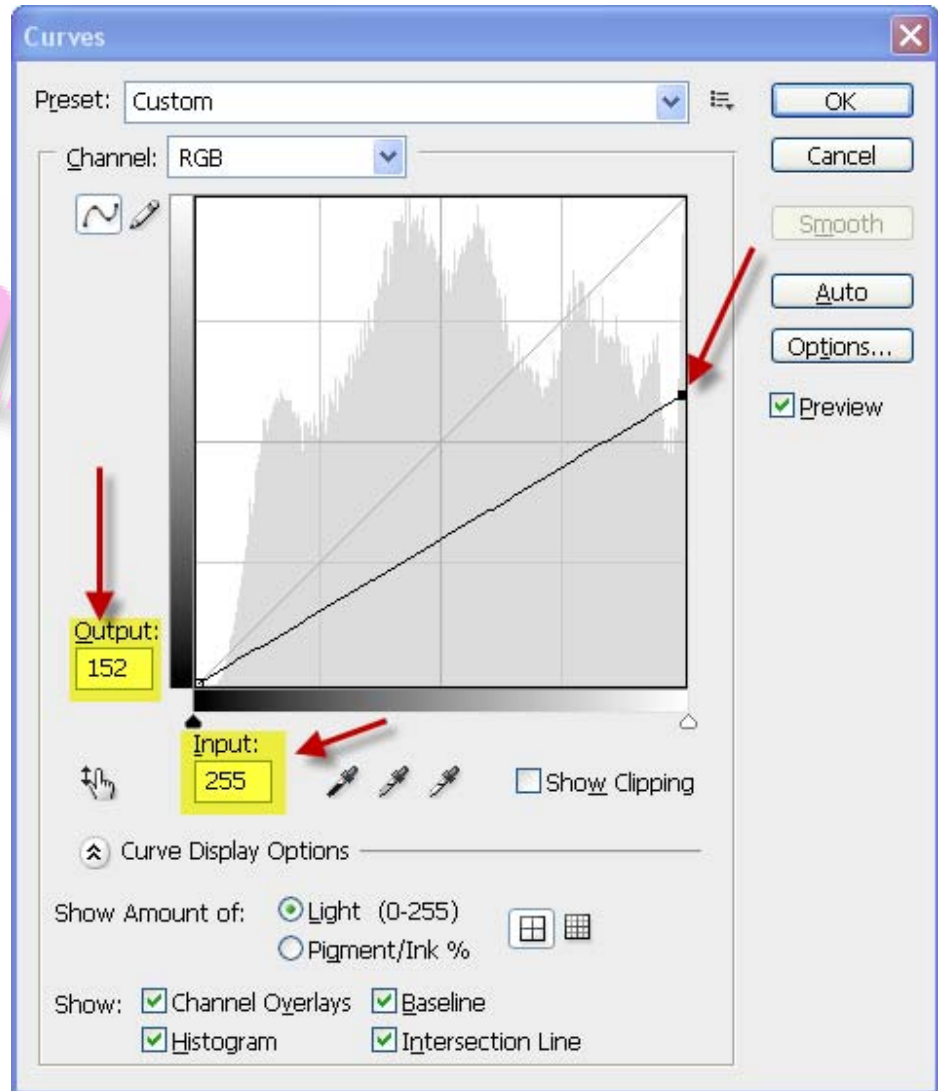 Curves
Preset: Custom
OK
Channel: RGB
Cancel
Smooth
Auto
Options...
Preview
Output:
152
Input:
255
Show Clipping
Curve Display Options
Show Amount of: Light (0-255)
Pigment/Ink %
Show: Channel Overlays Baseline
Histogram Intersection Line